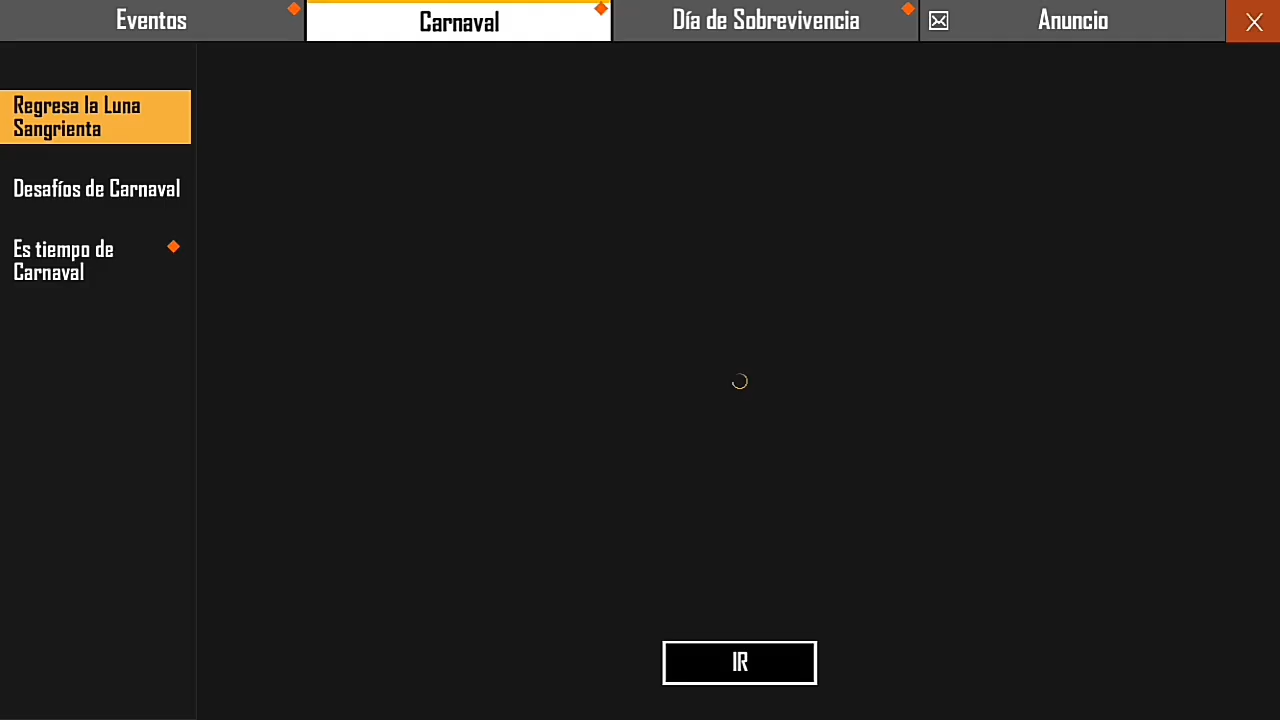 Eventos
Carnaval
Día de Sobrevivencia
Anuncio
Regresa la Luna
Sangrienta
Desafíos de Carnaval
Es tiempo de
Carnaval
IR